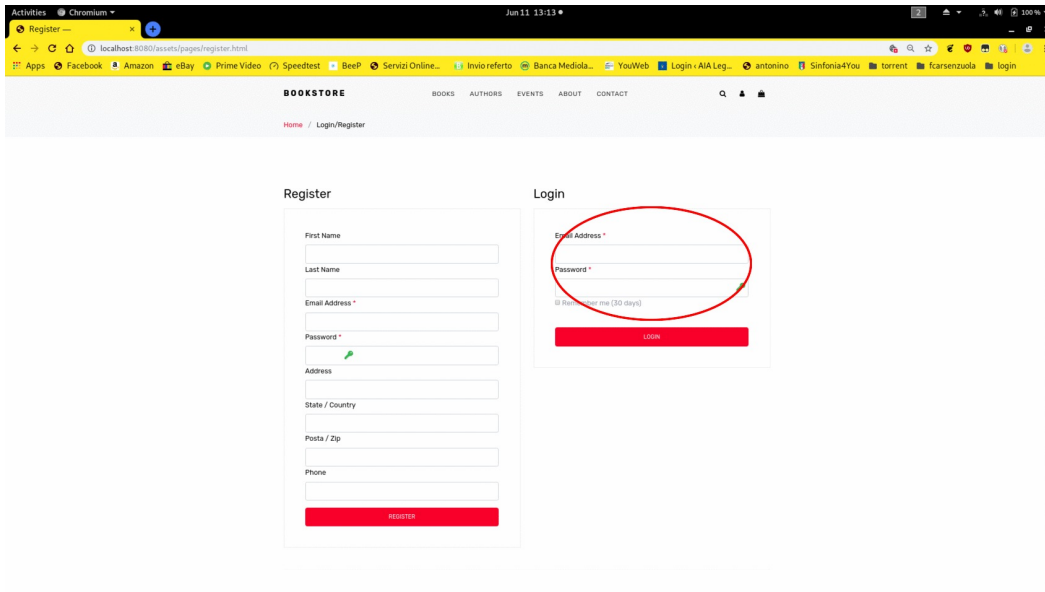 Activities Chromium Jun 11 13:13 2 100 %
Register —
localhost:8080/assets/pages/register.html
Apps Facebook Amazon eBay Prime Video Speedtest BeeP Servizi Online... Invio referto Banca Mediola... YouWeb Login ‹ AIA Leg... antonino Sinfonia4You torrent fcarsenzuola login
BOOKSTORE BOOKS AUTHORS EVENTS ABOUT CONTACT
Home / Login/Register
Register
First Name
Last Name
Email Address *
Password *
Address
State / Country
Posta / Zip
Phone
REGISTER
Login
Email Address *
Password *
Remember me (30 days)
LOGIN